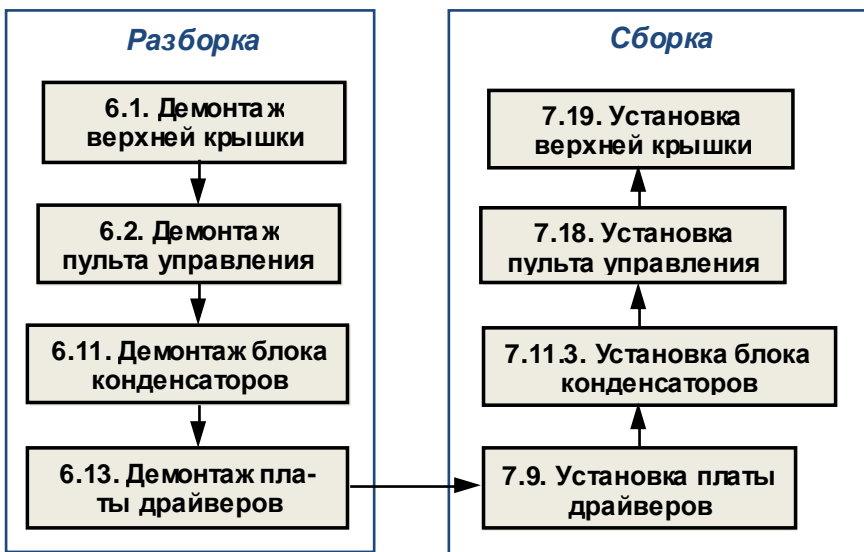 Разборка
6.1. Демонтаж
верхней крышки
6.2. Демонтаж
пульта управления
6.11. Демонтаж блока
конденсаторов
6.13. Демонтаж пла-
ты драйверов
Сборка
7.19. Установка
верхней крышки
7.18. Установка
пульта управления
7.11.3. Установка блока
конденсаторов
7.9. Установка платы
драйверов